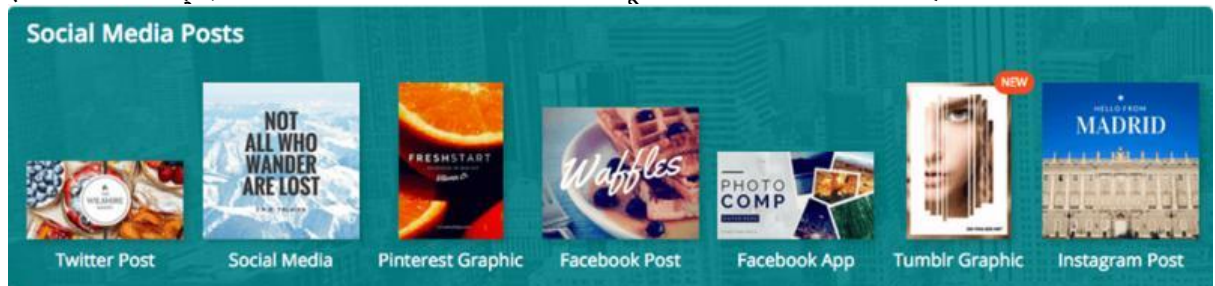 Social Media Posts
NEW
NOT
ALL WHO
WANDER
ARE LOST
FRESHSTART
Waffles
PHOTO
COMP
HELLO FROM
MADRID
Twitter Post
Social Media
Pinterest Graphic
Facebook Post
Facebook App
Tumblr Graphic
Instagram Post